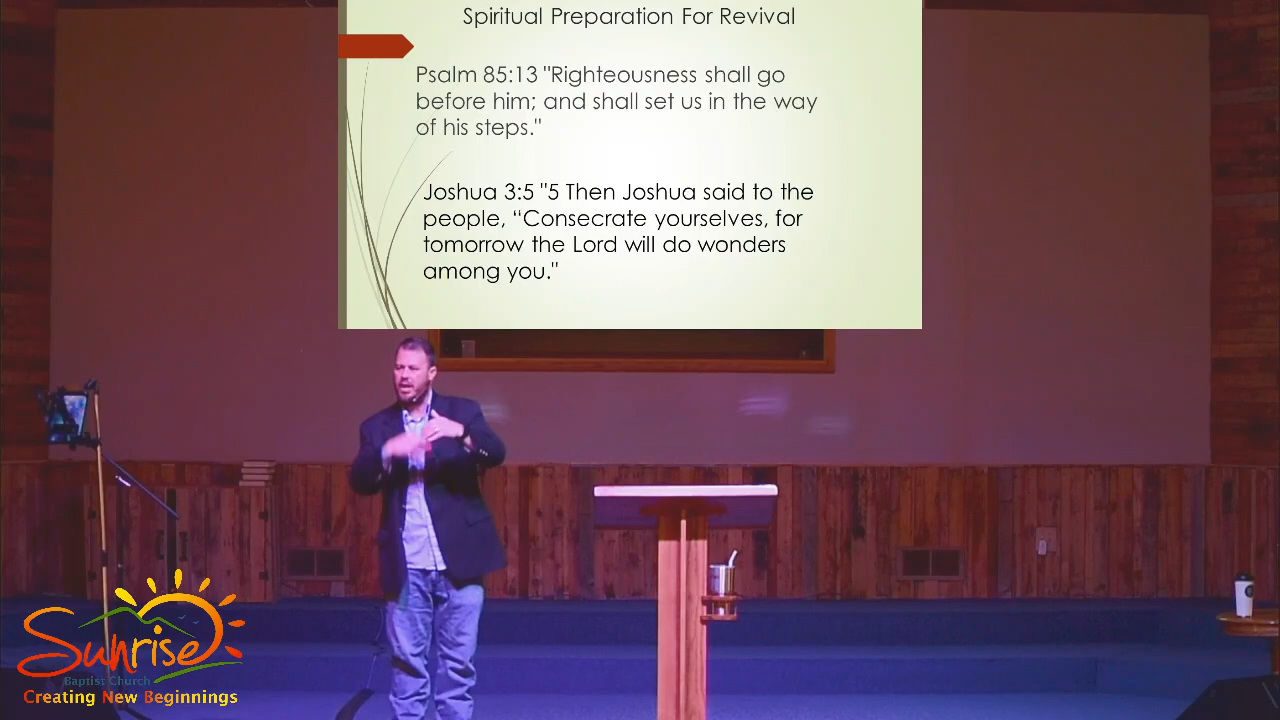 Spiritual Preparation For Revival
Psalm 85:13 "Righteousness shall go
before him; and shall set us in the way
of his steps."
Joshua 3:5 "5 Then Joshua said to the
people, “Consecrate yourselves, for
tomorrow the Lord will do wonders
among you."
Sunrise
Baptist Church
Creating New Beginnings